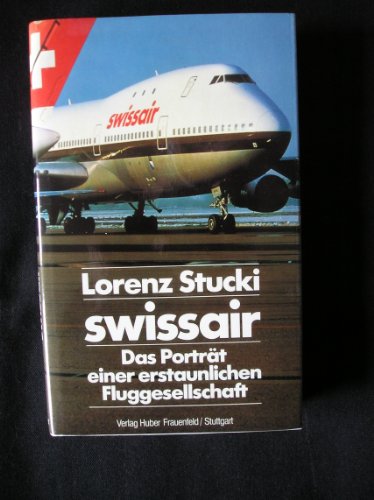 swissair
Lorenz Stucki
swissair
Das Porträt
einer erstaunlichen
Fluggesellschaft
Verlag Huber Frauenfeld / Stuttgart